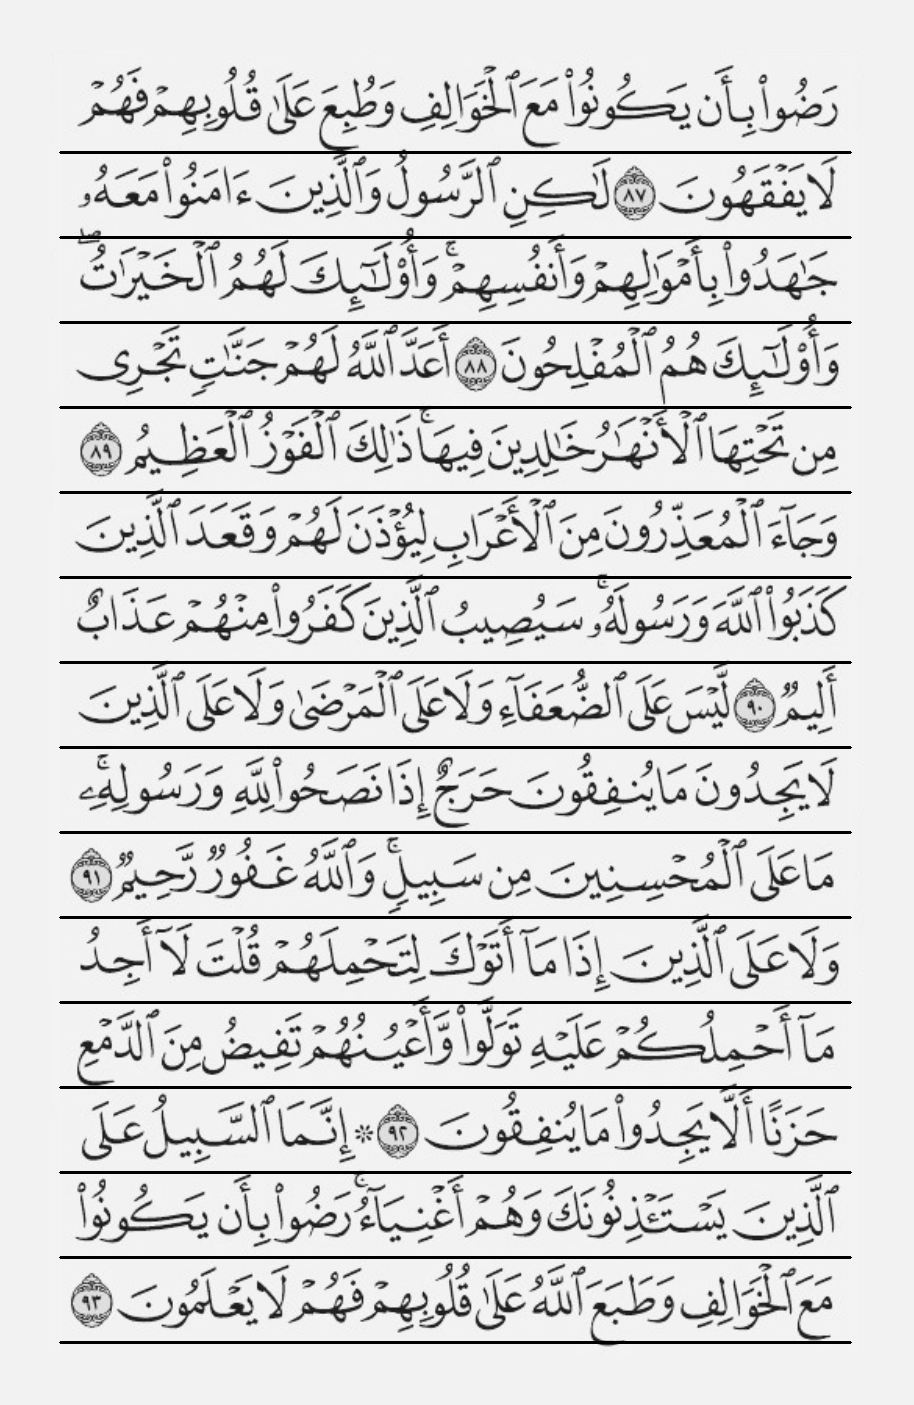 رَضُوا۟ بِأَن يَكُونُوا۟ مَعَ ٱلْخَوَالِفِ وَطُبِعَ عَلَىٰ قُلُوبِهِمْ فَهُمْ
لَا يَفْقَهُونَ ٨٧ لَٰكِنِ ٱلرَّسُولُ وَٱلَّذِينَ ءَامَنُوا۟ مَعَهُۥ
جَٰهَدُوا۟ بِأَمْوَٰلِهِمْ وَأَنفُسِهِمْ ۚ وَأُو۟لَٰٓئِكَ لَهُمُ ٱلْخَيْرَٰتُ ۖ
وَأُو۟لَٰٓئِكَ هُمُ ٱلْمُفْلِحُونَ ٨٨ أَعَدَّ ٱللَّهُ لَهُمْ جَنَّٰتٍ تَجْرِى
مِن تَحْتِهَا ٱلْأَنْهَٰرُ خَٰلِدِينَ فِيهَا ۚ ذَٰلِكَ ٱلْفَوْزُ ٱلْعَظِيمُ ٨٩
وَجَآءَ ٱلْمُعَذِّرُونَ مِنَ ٱلْأَعْرَابِ لِيُؤْذَنَ لَهُمْ وَقَعَدَ ٱلَّذِينَ
كَذَبُوا۟ ٱللَّهَ وَرَسُولَهُۥ ۚ سَيُصِيبُ ٱلَّذِينَ كَفَرُوا۟ مِنْهُمْ عَذَابٌ
أَلِيمٌ ٩٠ لَّيْسَ عَلَى ٱلضُّعَفَآءِ وَلَا عَلَى ٱلْمَرْضَىٰ وَلَا عَلَى ٱلَّذِينَ
لَا يَجِدُونَ مَا يُنفِقُونَ حَرَجٌ إِذَا نَصَحُوا۟ لِلَّهِ وَرَسُولِهِۦ ۚ
مَا عَلَى ٱلْمُحْسِنِينَ مِن سَبِيلٍ ۚ وَٱللَّهُ غَفُورٌ رَّحِيمٌ ٩١
وَلَا عَلَى ٱلَّذِينَ إِذَا مَآ أَتَوْكَ لِتَحْمِلَهُمْ قُلْتَ لَآ أَجِدُ
مَآ أَحْمِلُكُمْ عَلَيْهِ تَوَلَّوا۟ وَّأَعْيُنُهُمْ تَفِيضُ مِنَ ٱلدَّمْعِ
حَزَنًا أَلَّا يَجِدُوا۟ مَا يُنفِقُونَ ٩٢ ۞ إِنَّمَا ٱلسَّبِيلُ عَلَى
ٱلَّذِينَ يَسْتَـْٔذِنُونَكَ وَهُمْ أَغْنِيَآءُ ۚ رَضُوا۟ بِأَن يَكُونُوا۟
مَعَ ٱلْخَوَالِفِ وَطَبَعَ ٱللَّهُ عَلَىٰ قُلُوبِهِمْ فَهُمْ لَا يَعْلَمُونَ ٩٣